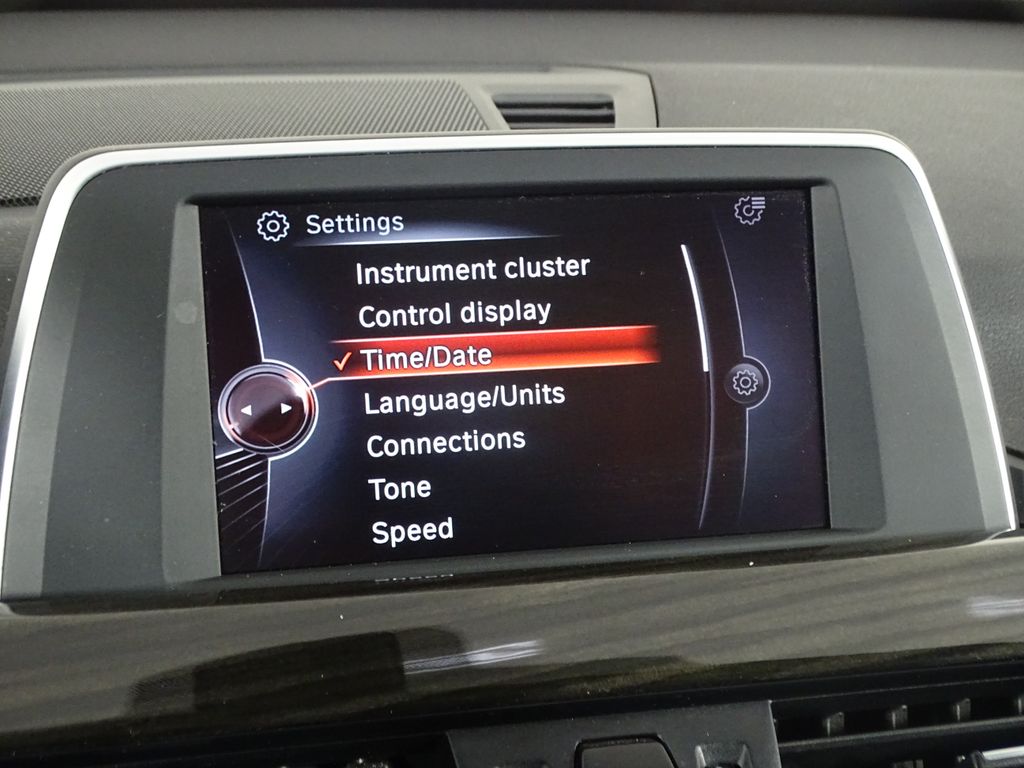 Settings
Instrument cluster
Control display
Time/Date
Language/Units
Connections
Tone
Speed